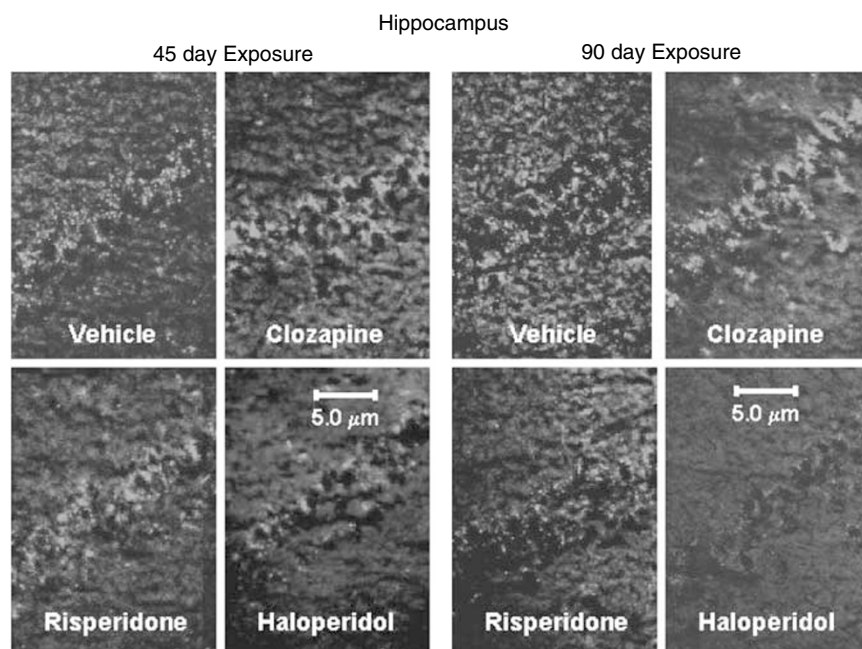 Hippocampus
45 day Exposure
90 day Exposure
Vehicle
Clozapine
Vehicle
Clozapine
5.0 μm
5.0 μm
Risperidone
Haloperidol
Risperidone
Haloperidol